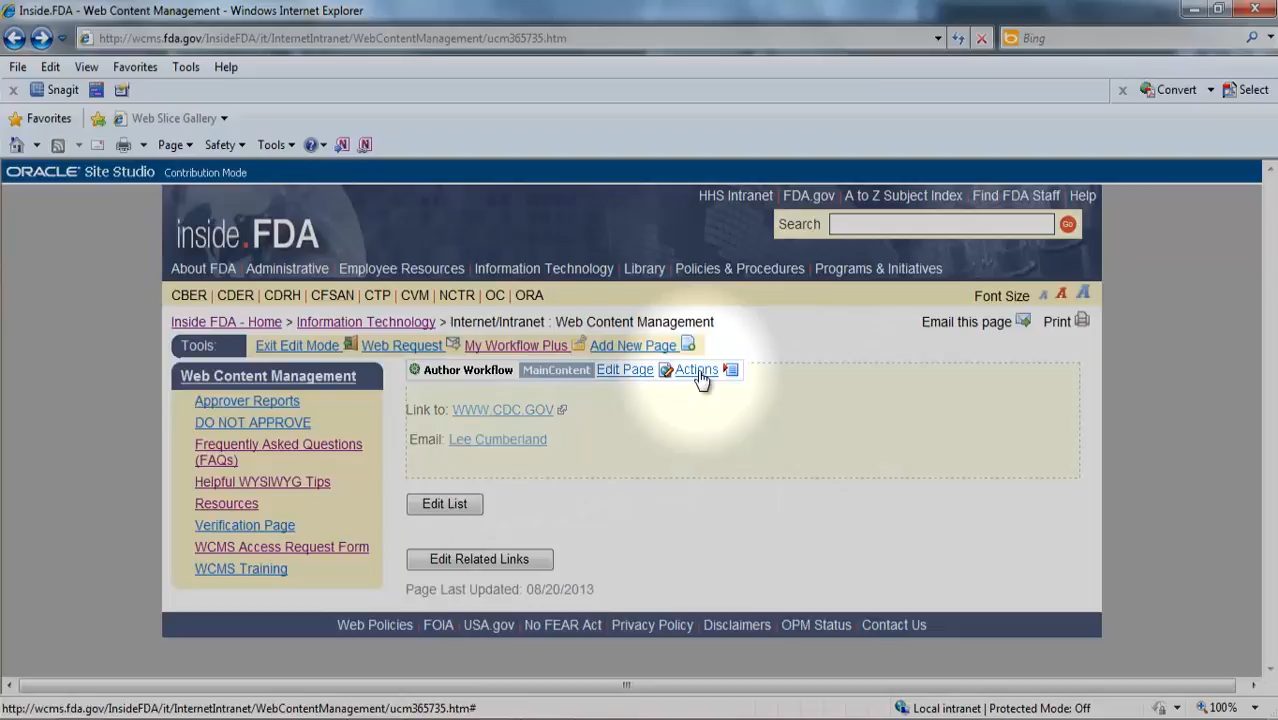 Inside.FDA - Web Content Management - Windows Internet Explorer
http://wcms.fda.gov/InsideFDA/it/InternetIntranet/WebContentManagement/ucm365735.htm
Bing
File Edit View Favorites Tools Help
x Snagit x Convert Select
Favorites Web Slice Gallery
Page Safety Tools
ORACLE Site Studio Contribution Mode
HHS Intranet | FDA.gov | A to Z Subject Index | Find FDA Staff | Help
inside.FDA
Search Go
About FDA | Administrative | Employee Resources | Information Technology | Library | Policies & Procedures | Programs & Initiatives
CBER | CDER | CDRH | CFSAN | CTP | CVM | NCTR | OC | ORA
Font Size A A A
Inside FDA - Home > Information Technology > Internet/Intranet : Web Content Management
Email this page Print
Tools: Exit Edit Mode Web Request My Workflow Plus Add New Page
Web Content Management
Approver Reports
DO NOT APPROVE
Frequently Asked Questions
(FAQs)
Helpful WYSIWYG Tips
Resources
Verification Page
WCMS Access Request Form
WCMS Training
Author Workflow MainContent Edit Page Actions
Link to: WWW.CDC.GOV
Email: Lee Cumberland
Edit List
Edit Related Links
Page Last Updated: 08/20/2013
Web Policies | FOIA | USA.gov | No FEAR Act | Privacy Policy | Disclaimers | OPM Status | Contact Us
http://wcms.fda.gov/InsideFDA/it/InternetIntranet/WebContentManagement/ucm365735.htm#
Local intranet | Protected Mode: Off
100%